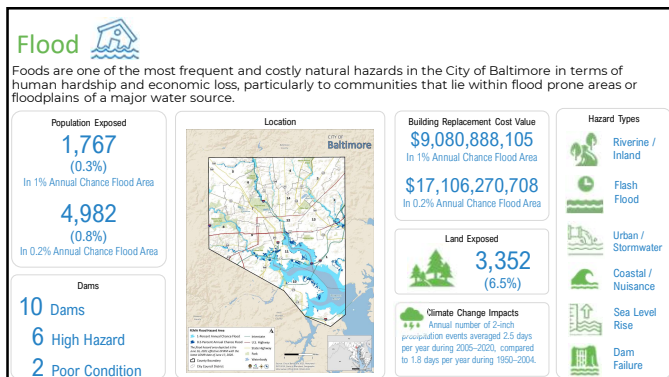 Flood
Foods are one of the most frequent and costly natural hazards in the City of Baltimore in terms of
human hardship and economic loss, particularly to communities that lie within flood prone areas or
floodplains of a major water source.
Population Exposed
1,767
(0.3%)
In 1% Annual Chance Flood Area
4,982
(0.8%)
In 0.2% Annual Chance Flood Area
Dams
10 Dams
6 High Hazard
2 Poor Condition
Location
CITY OF
Baltimore
Building Replacement Cost Value
$9,080,888,105
In 1% Annual Chance Flood Area
$17,106,270,708
In 0.2% Annual Chance Flood Area
Land Exposed
3,352
(6.5%)
Climate Change Impacts
Annual number of 2-inch
precipitation events averaged 2.5 days
per year during 2005–2020, compared
to 1.8 days per year during 1950–2004.
Hazard Types
Riverine /
Inland
Flash
Flood
Urban /
Stormwater
Coastal /
Nuisance
Sea Level
Rise
Dam
Failure